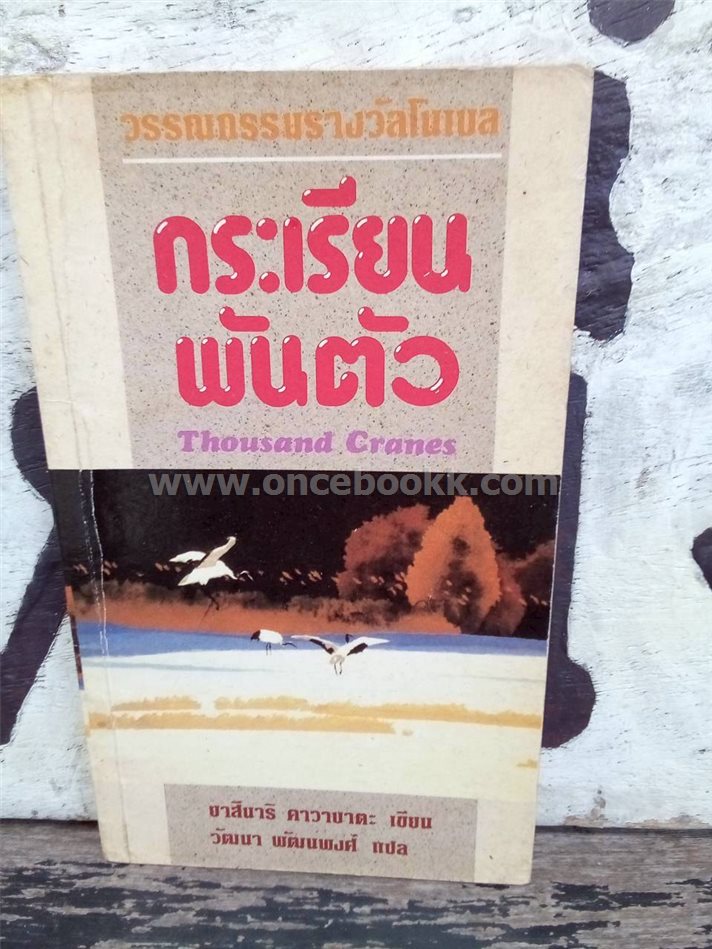 วรรณกรรมรางวัลโนเบล
กระเรียน
พันตัว
Thousand Cranes
www.oncebookk.com
ยาสึนาริ คาวาบาตะ เขียน
วัฒนา พัฒนพงศ์ แปล